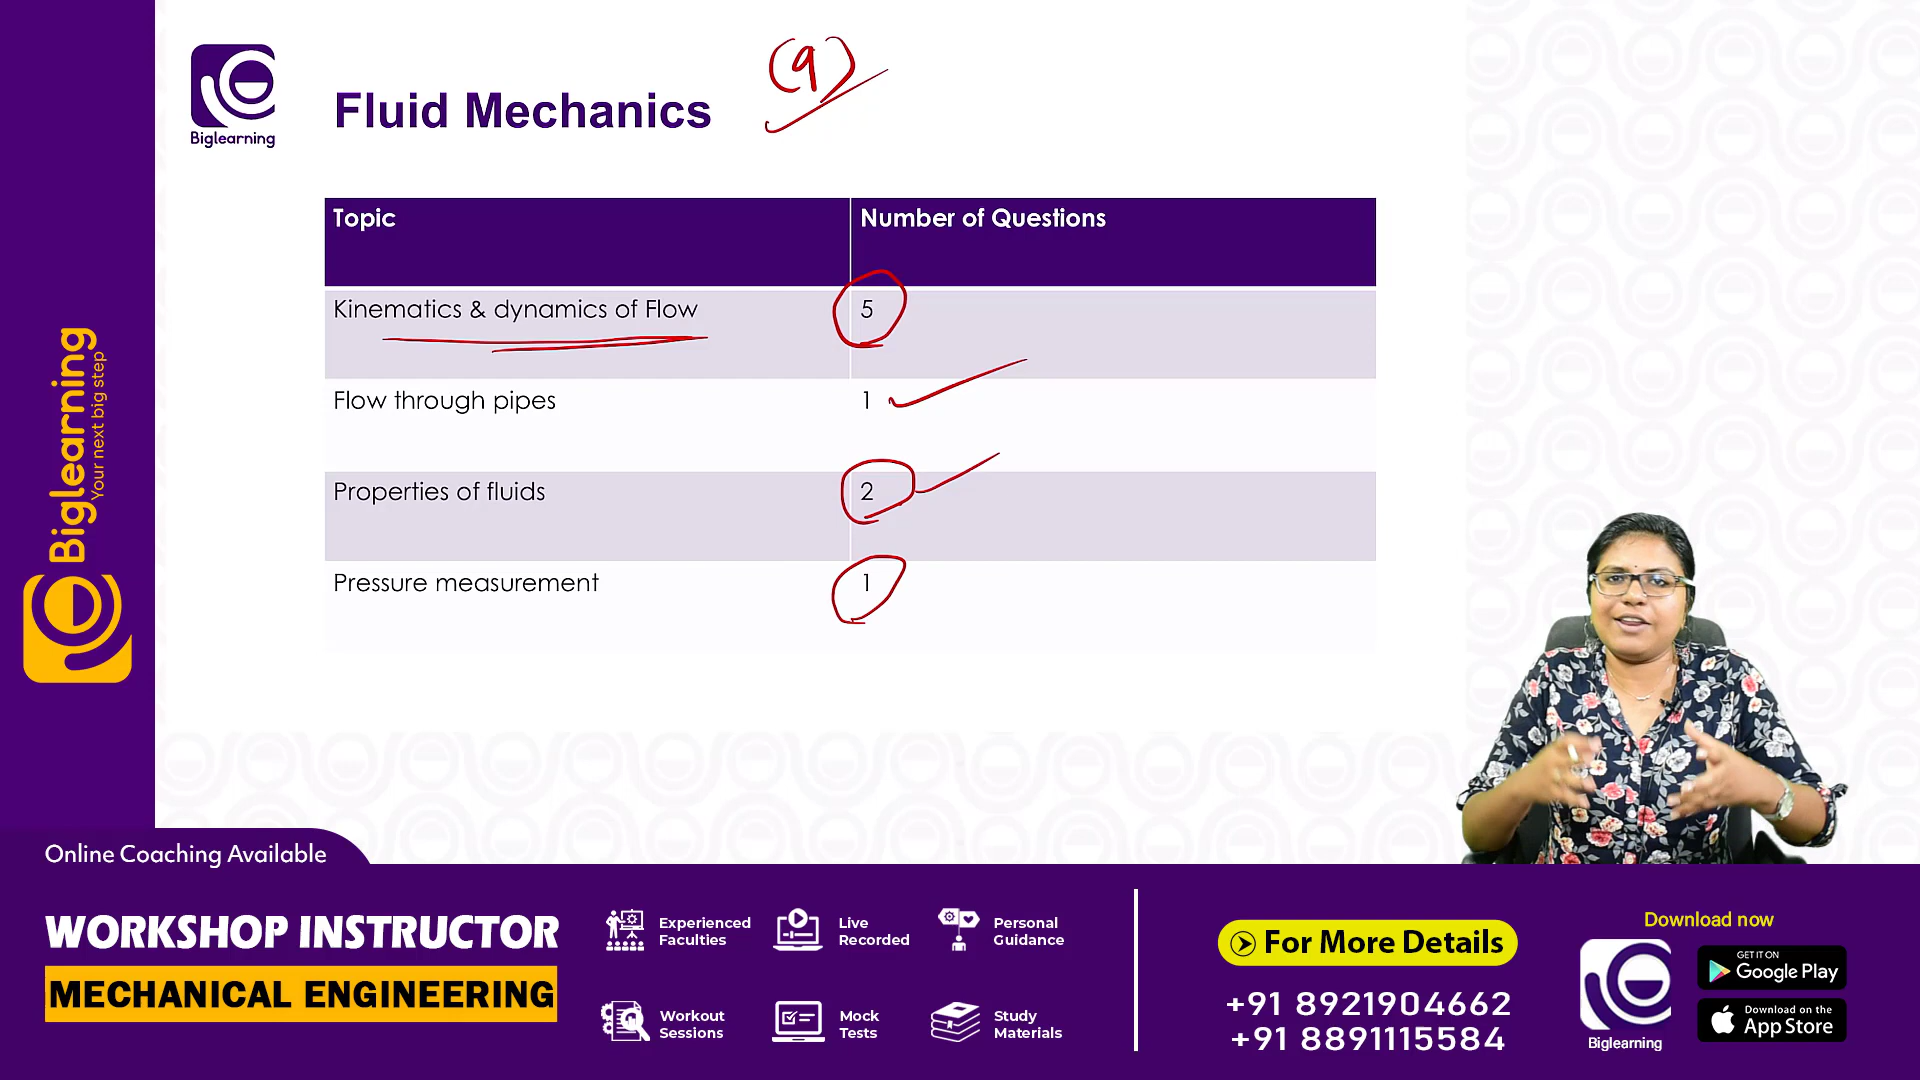 Biglearning
Fluid Mechanics
(9)
Topic
Number of Questions
Kinematics & dynamics of Flow
5
Flow through pipes
1
Properties of fluids
2
Pressure measurement
1
Biglearning
Your next big step
Online Coaching Available
WORKSHOP INSTRUCTOR
MECHANICAL ENGINEERING
Experienced
Faculties
Live
Recorded
Personal
Guidance
Workout
Sessions
Mock
Tests
Study
Materials
For More Details
+91 8921904662
+91 8891115584
Download now
Biglearning
GET IT ON
Google Play
Download on the
App Store